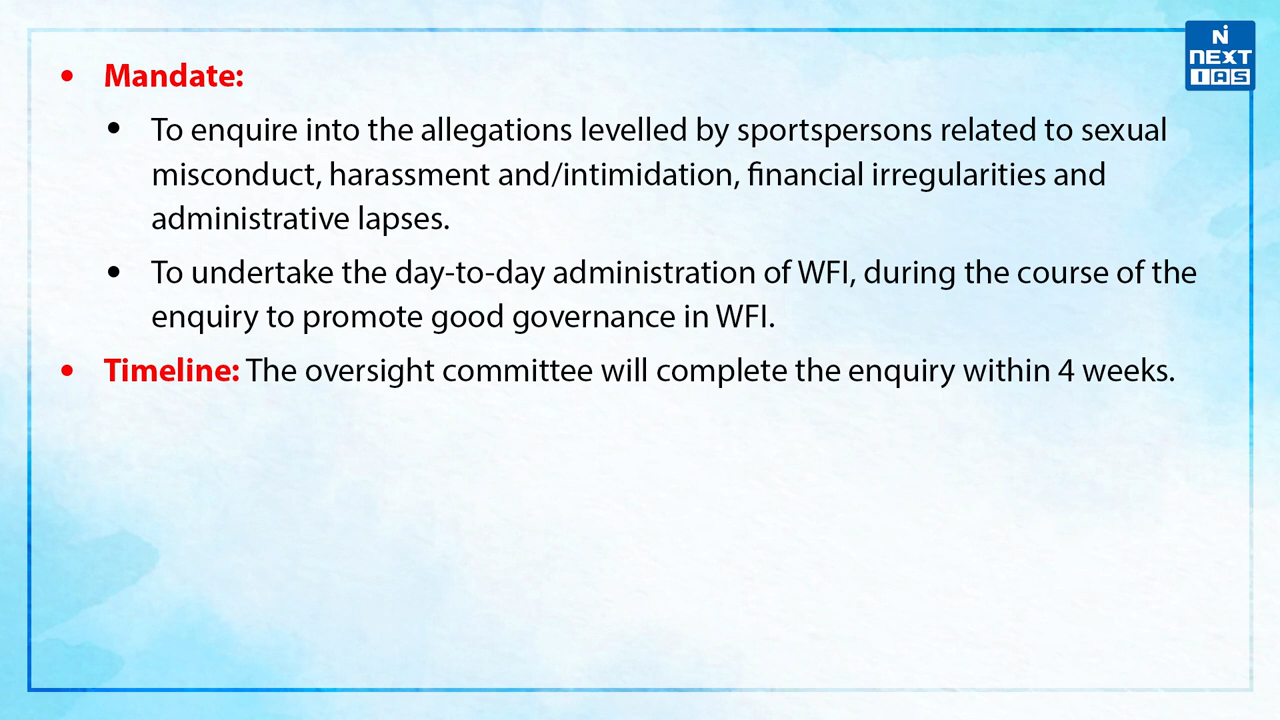 N
NEXT
IAS
• Mandate:
• To enquire into the allegations levelled by sportspersons related to sexual
misconduct, harassment and/intimidation, financial irregularities and
administrative lapses.
• To undertake the day-to-day administration of WFI, during the course of the
enquiry to promote good governance in WFI.
• Timeline: The oversight committee will complete the enquiry within 4 weeks.